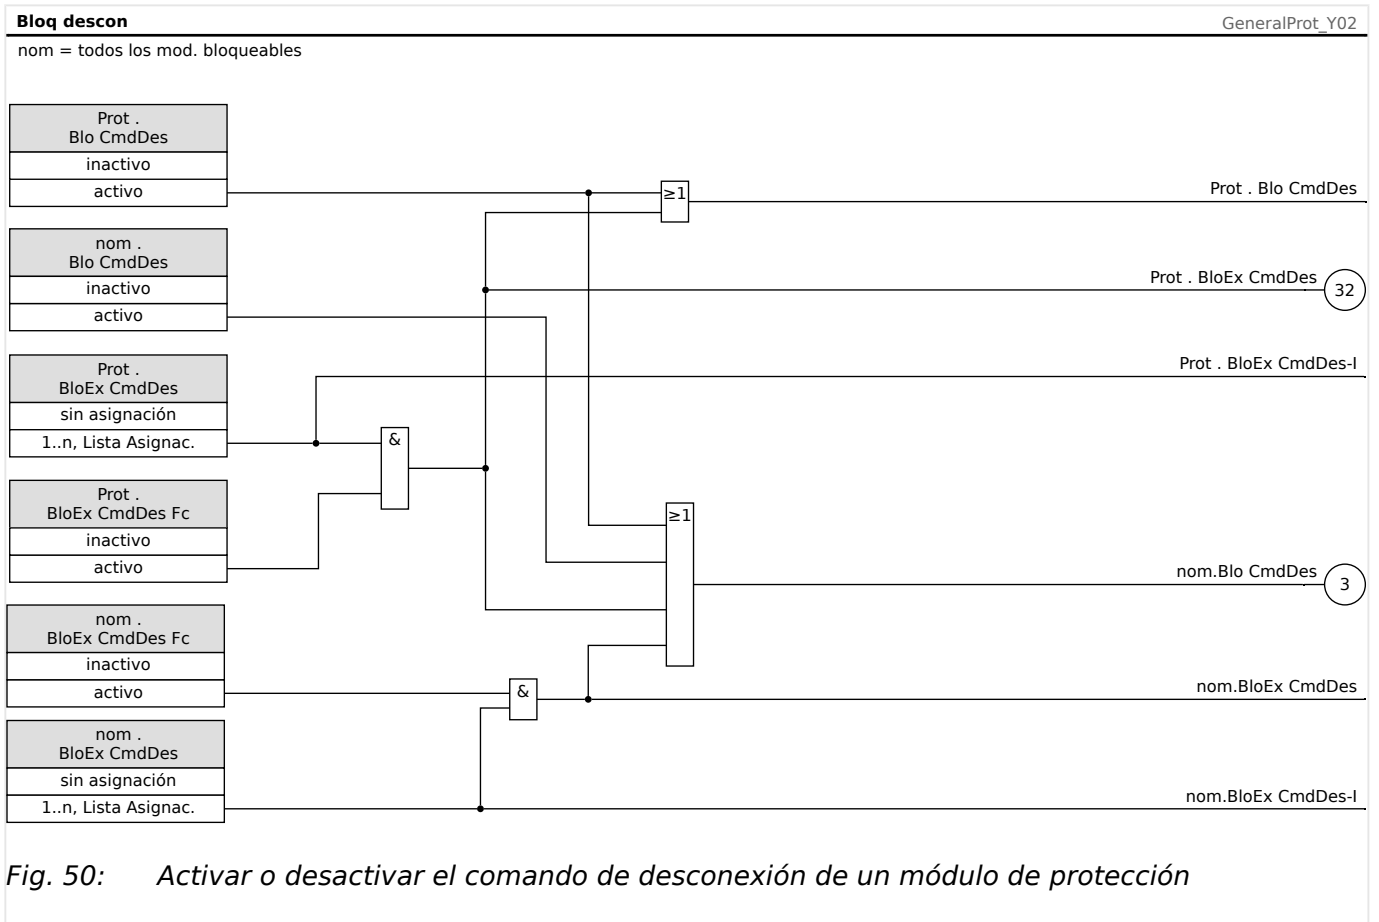 Bloq descon
GeneralProt_Y02
nom = todos los mod. bloqueables
Prot .
Blo CmdDes
inactivo
activo
≥1
Prot . Blo CmdDes
nom .
Blo CmdDes
inactivo
activo
Prot . BloEx CmdDes
32
Prot .
BloEx CmdDes
sin asignación
1..n, Lista Asignac.
Prot . BloEx CmdDes-I
&
Prot .
BloEx CmdDes Fc
inactivo
activo
≥1
nom.Blo CmdDes
3
nom .
BloEx CmdDes Fc
inactivo
activo
&
nom.BloEx CmdDes
nom .
BloEx CmdDes
sin asignación
1..n, Lista Asignac.
nom.BloEx CmdDes-I
Fig. 50: Activar o desactivar el comando de desconexión de un módulo de protección